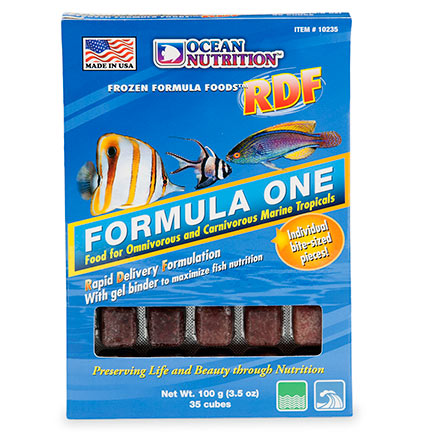 ITEM # 10235
MADE IN USA
OCEAN
NUTRITION™
FROZEN FORMULA FOODS™
RDF
FORMULA ONE
Food for Omnivorous and Carnivorous Marine Tropicals
Rapid Delivery Formulation
With gel binder to maximize fish nutrition
Individual
bite-sized
pieces!
Preserving Life and Beauty through Nutrition
Net Wt. 100 g (3.5 oz)
35 cubes